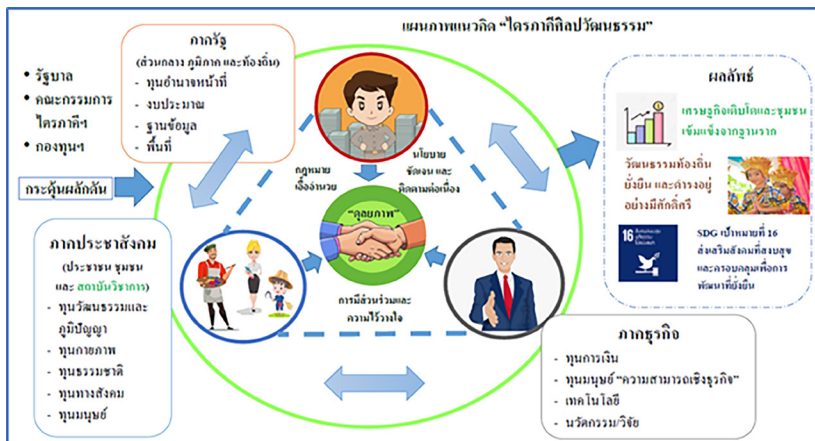 แผนภาพแนวคิด "ไตรภาคีศิลปวัฒนธรรม"
ภาครัฐ
(ส่วนกลาง ภูมิภาค และท้องถิ่น)
- ทุนอำนาจหน้าที่
- งบประมาณ
- ฐานข้อมูล
- พื้นที่
• รัฐบาล
• คณะกรรมการ
ไตรภาคีฯ
• กองทุนฯ
กระตุ้นผลักดัน
กฎหมาย
เอื้ออำนวย
นโยบาย
ชัดเจน และ
ติดตามต่อเนื่อง
"ดุลยภาพ"
การมีส่วนร่วมและ
ความไว้วางใจ
ภาคประชาสังคม
(ประชาชน ชุมชน
และ สถาบันวิชาการ)
- ทุนวัฒนธรรมและ
ภูมิปัญญา
- ทุนกายภาพ
- ทุนธรรมชาติ
- ทุนทางสังคม
- ทุนมนุษย์
ภาคธุรกิจ
- ทุนการเงิน
- ทุนมนุษย์ "ความสามารถเชิงธุรกิจ"
- เทคโนโลยี
- นวัตกรรม/วิจัย
ผลลัพธ์
เศรษฐกิจเติบโตและชุมชน
เข้มแข็งจากฐานราก
วัฒนธรรมท้องถิ่น
ยั่งยืน และดำรงอยู่
อย่างมีศักดิ์ศรี
16
SDG เป้าหมายที่ 16
ส่งเสริมสังคมที่สงบสุข
และครอบคลุมเพื่อการ
พัฒนาที่ยั่งยืน